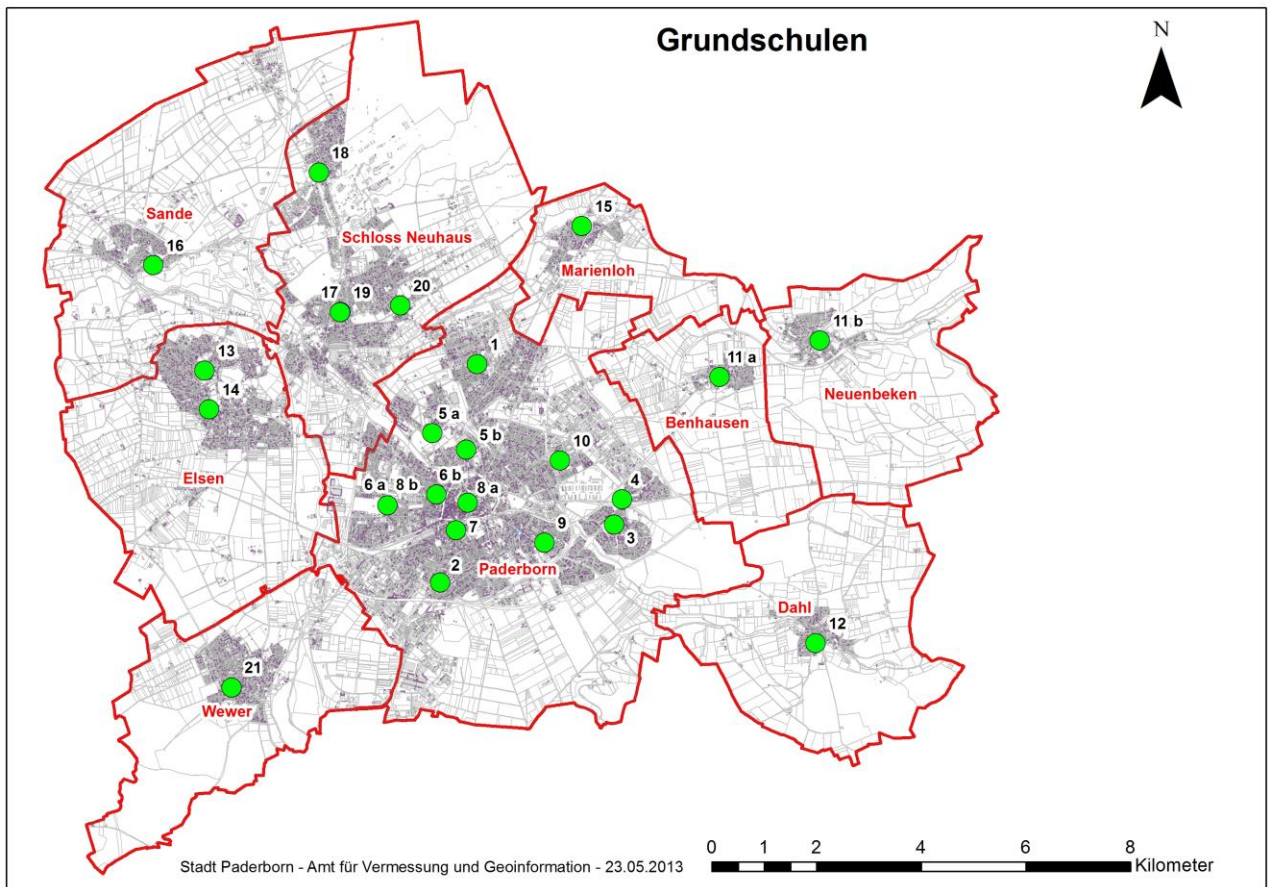 Grundschulen
N
18
15
Sande
16
Schloss Neuhaus
Marienloh
17 19 20
11 b
13
1
11 a
Neuenbeken
14
Benhausen
5 a
5 b
10
Elsen
6 a 8 b 6 b 8 a
4
7
9
3
2
Paderborn
Dahl
12
21
Wewer
0 1 2 4 6 8
Kilometer
Stadt Paderborn - Amt für Vermessung und Geoinformation - 23.05.2013